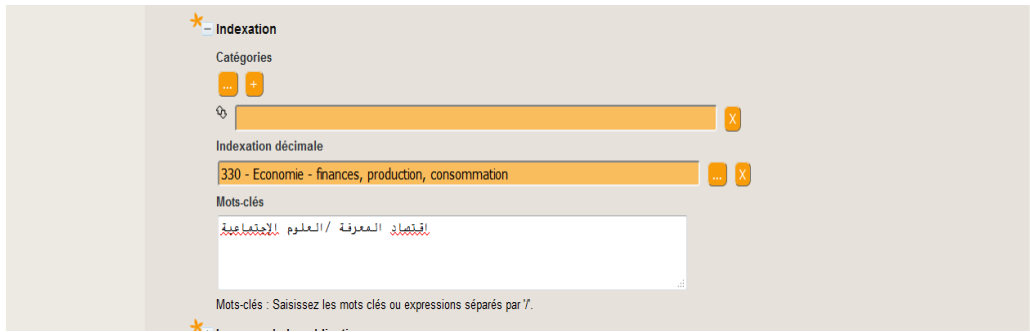 Indexation
Catégories
... +
X
Indexation décimale
330 - Economie - finances, production, consommation ... X
Mots-clés
اقتصاد المعرفة /العلوم الإجتماعية
Mots-clés : Saisissez les mots clés ou expressions séparés par '/'.